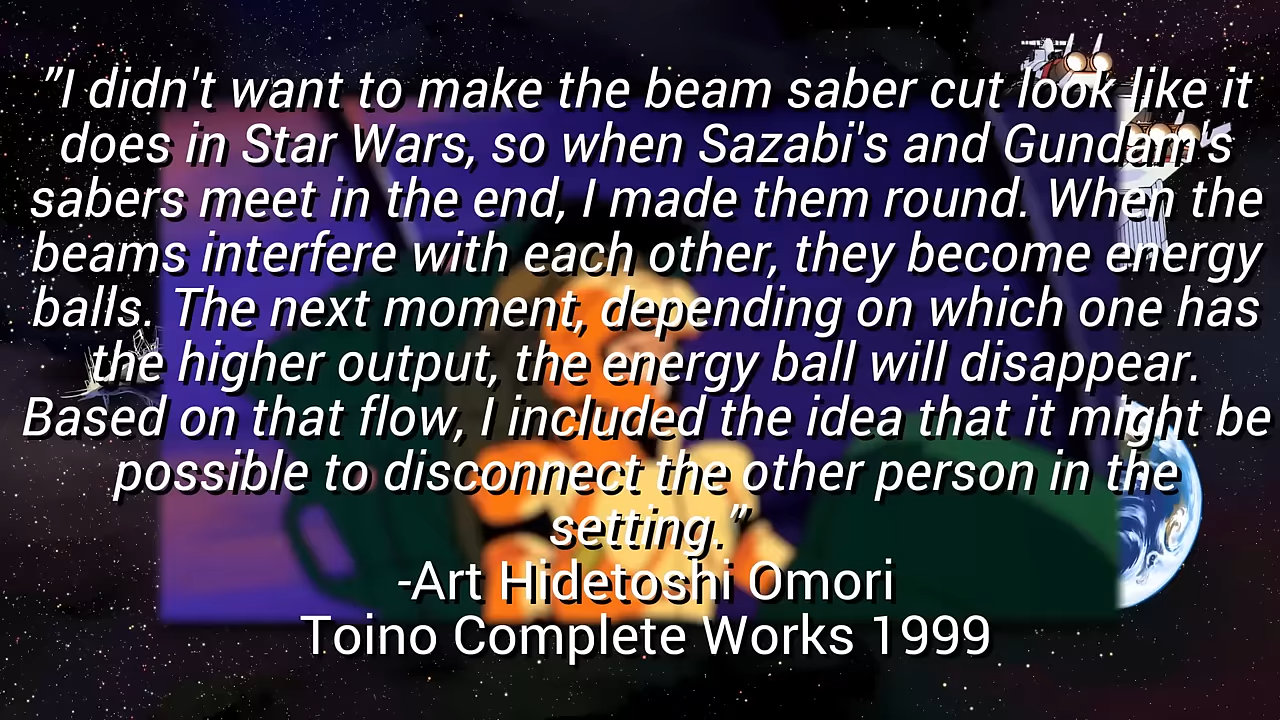 "I didn't want to make the beam saber cut look like it
does in Star Wars, so when Sazabi's and Gundam's
sabers meet in the end, I made them round. When the
beams interfere with each other, they become energy
balls. The next moment, depending on which one has
the higher output, the energy ball will disappear.
Based on that flow, I included the idea that it might be
possible to disconnect the other person in the
setting."
-Art Hidetoshi Omori
Toino Complete Works 1999